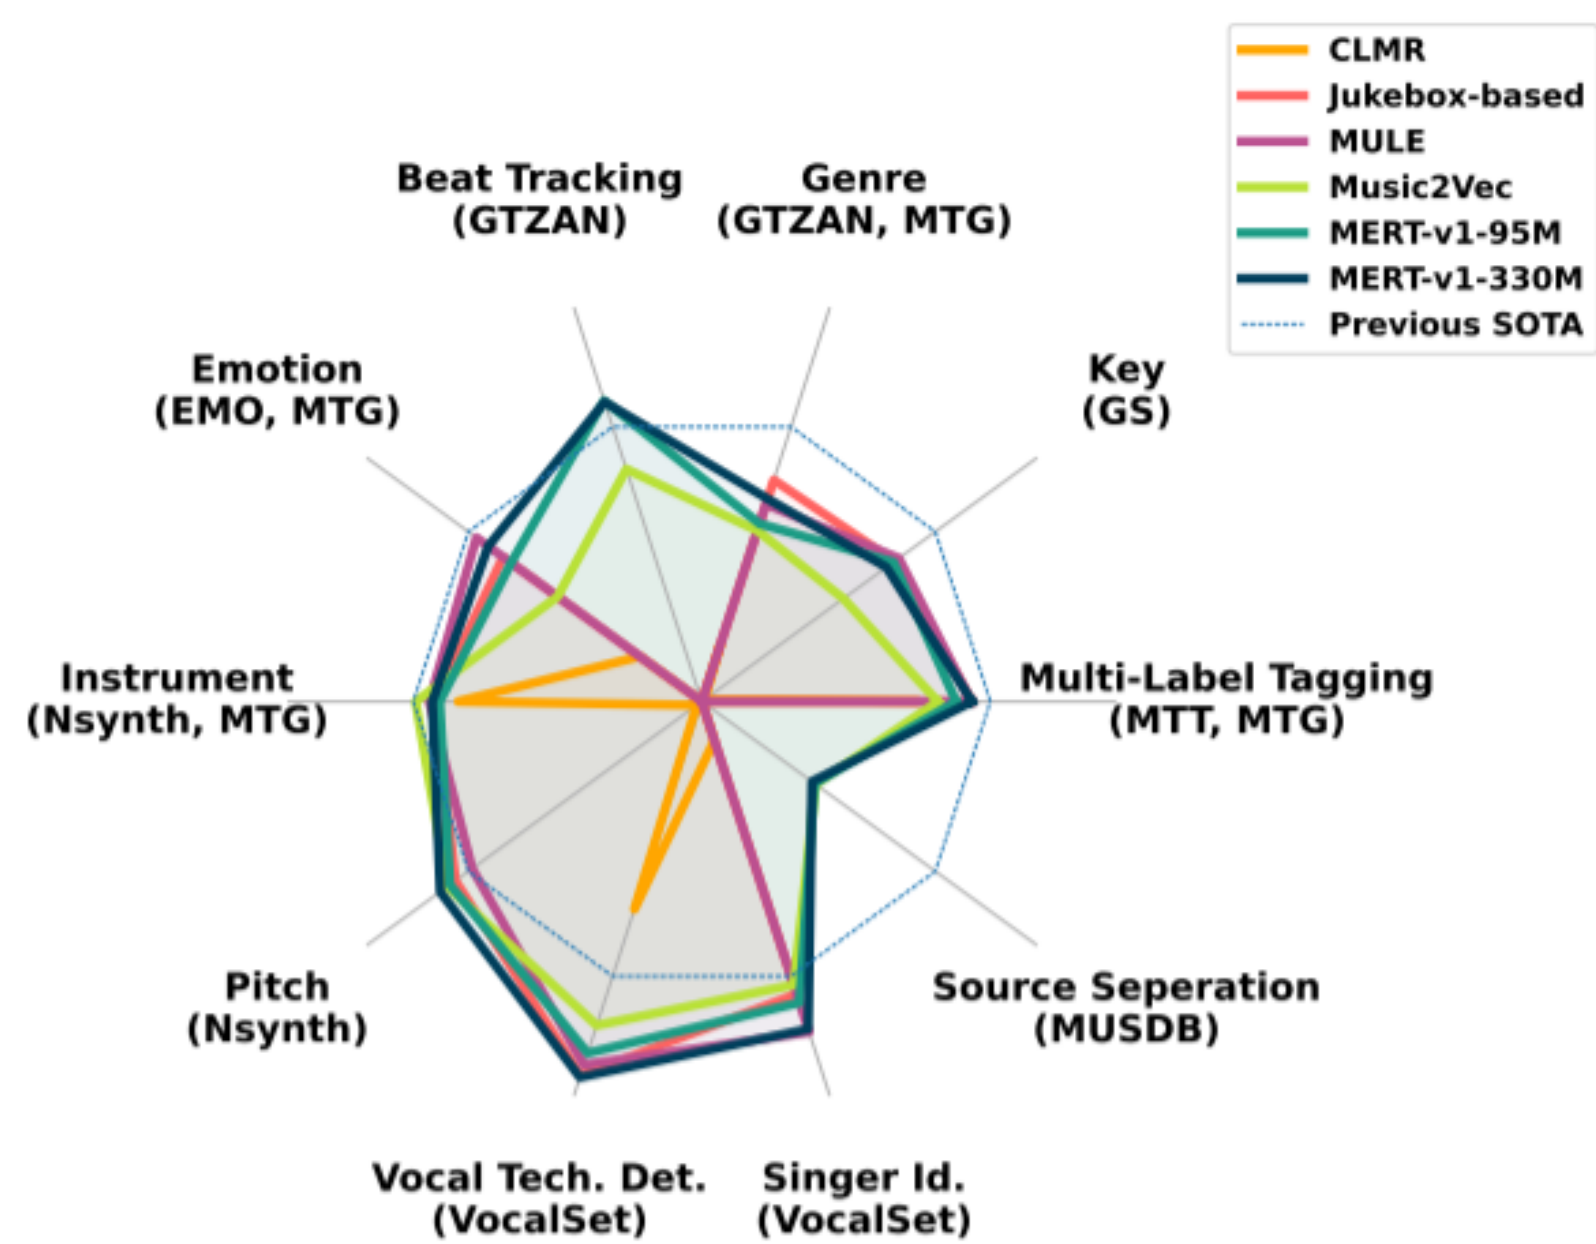 CLMR
Jukebox-based
MULE
Music2Vec
MERT-v1-95M
MERT-v1-330M
Previous SOTA
Beat Tracking
(GTZAN)
Genre
(GTZAN, MTG)
Emotion
(EMO, MTG)
Key
(GS)
Instrument
(Nsynth, MTG)
Multi-Label Tagging
(MTT, MTG)
Pitch
(Nsynth)
Source Seperation
(MUSDB)
Vocal Tech. Det.
(VocalSet)
Singer Id.
(VocalSet)